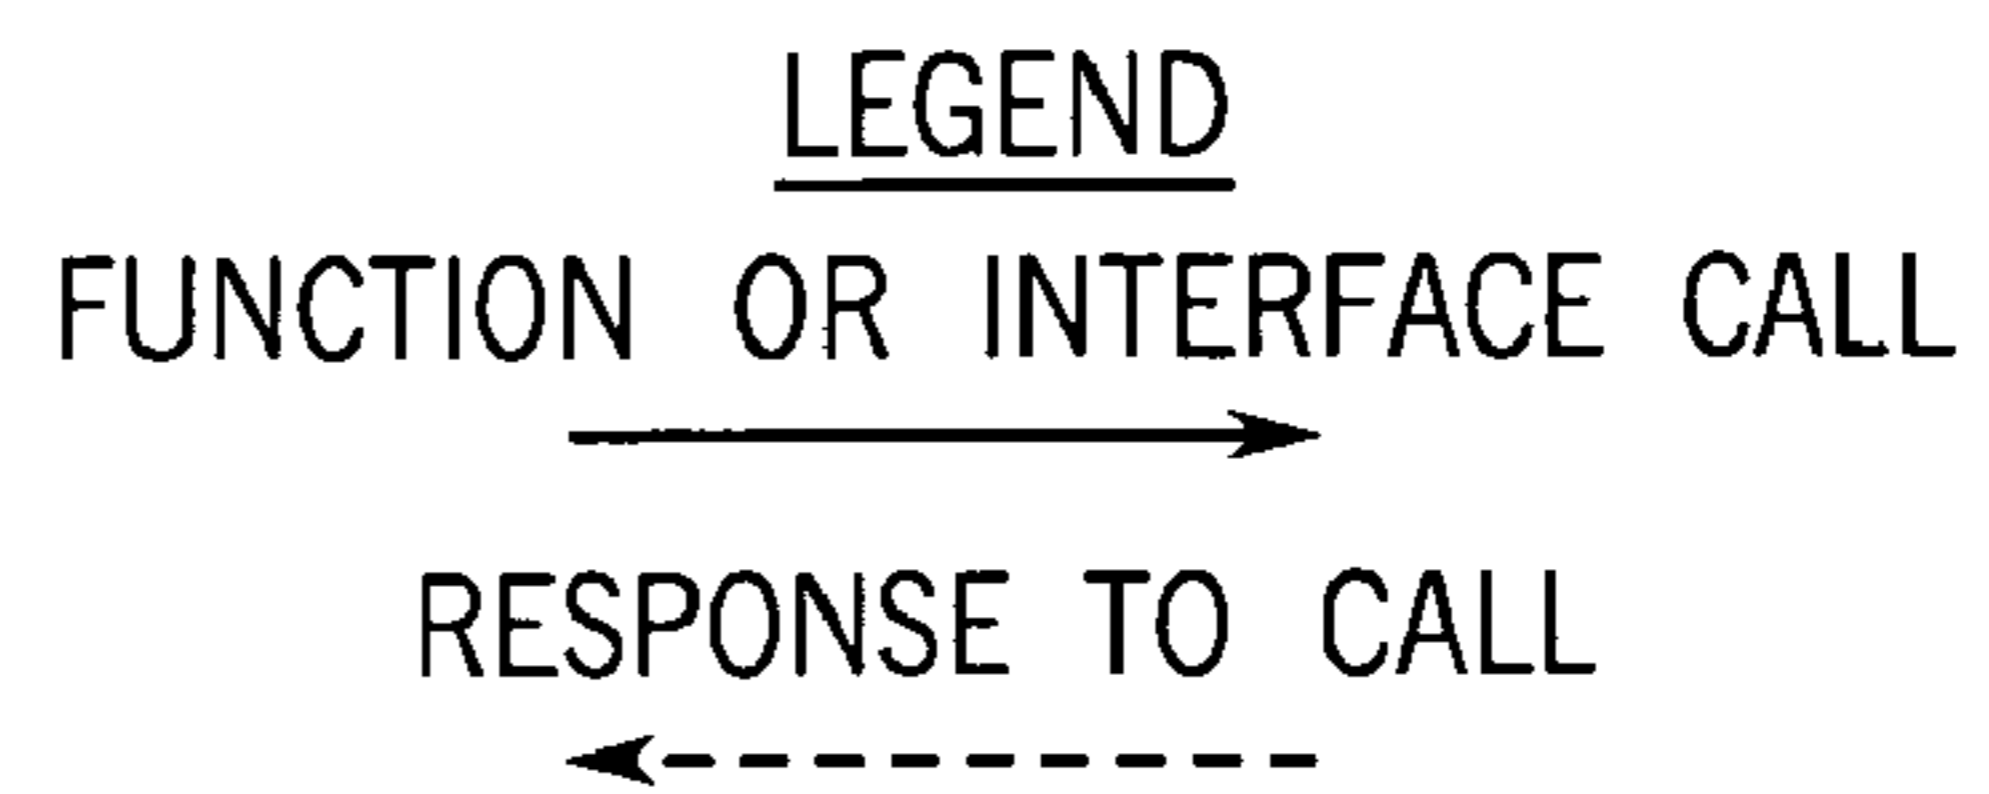 LEGEND
FUNCTION OR INTERFACE CALL
RESPONSE TO CALL